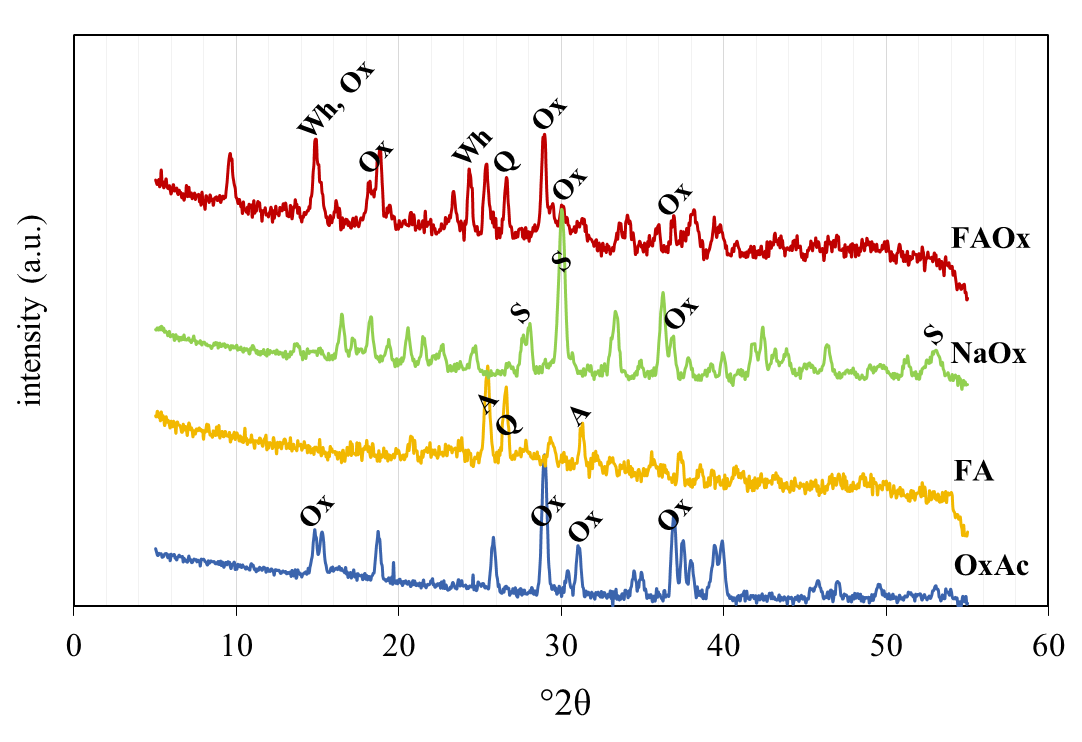 Wh, Ox
Ox
Wh
Q
Ox
Ox
Ox
FAOx
S
S
Ox
S
NaOx
A
Q
A
FA
Ox
Ox
Ox
Ox
OxAc
intensity (a.u.)
0 10 20 30 40 50 60
°2θ